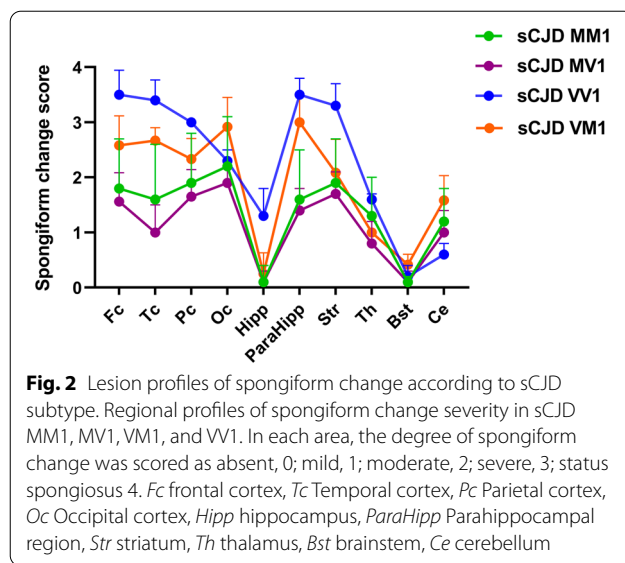 sCJD MM1
sCJD MV1
sCJD VV1
sCJD VM1
Spongiform change score
4
3
2
1
0
Fc
Tc
Pc
Oc
Hipp
ParaHipp
Str
Th
Bst
Ce
Fig. 2 Lesion profiles of spongiform change according to sCJD
subtype. Regional profiles of spongiform change severity in sCJD
MM1, MV1, VM1, and VV1. In each area, the degree of spongiform
change was scored as absent, 0; mild, 1; moderate, 2; severe, 3; status
spongiosus 4. Fc frontal cortex, Tc Temporal cortex, Pc Parietal cortex,
Oc Occipital cortex, Hipp hippocampus, ParaHipp Parahippocampal
region, Str striatum, Th thalamus, Bst brainstem, Ce cerebellum